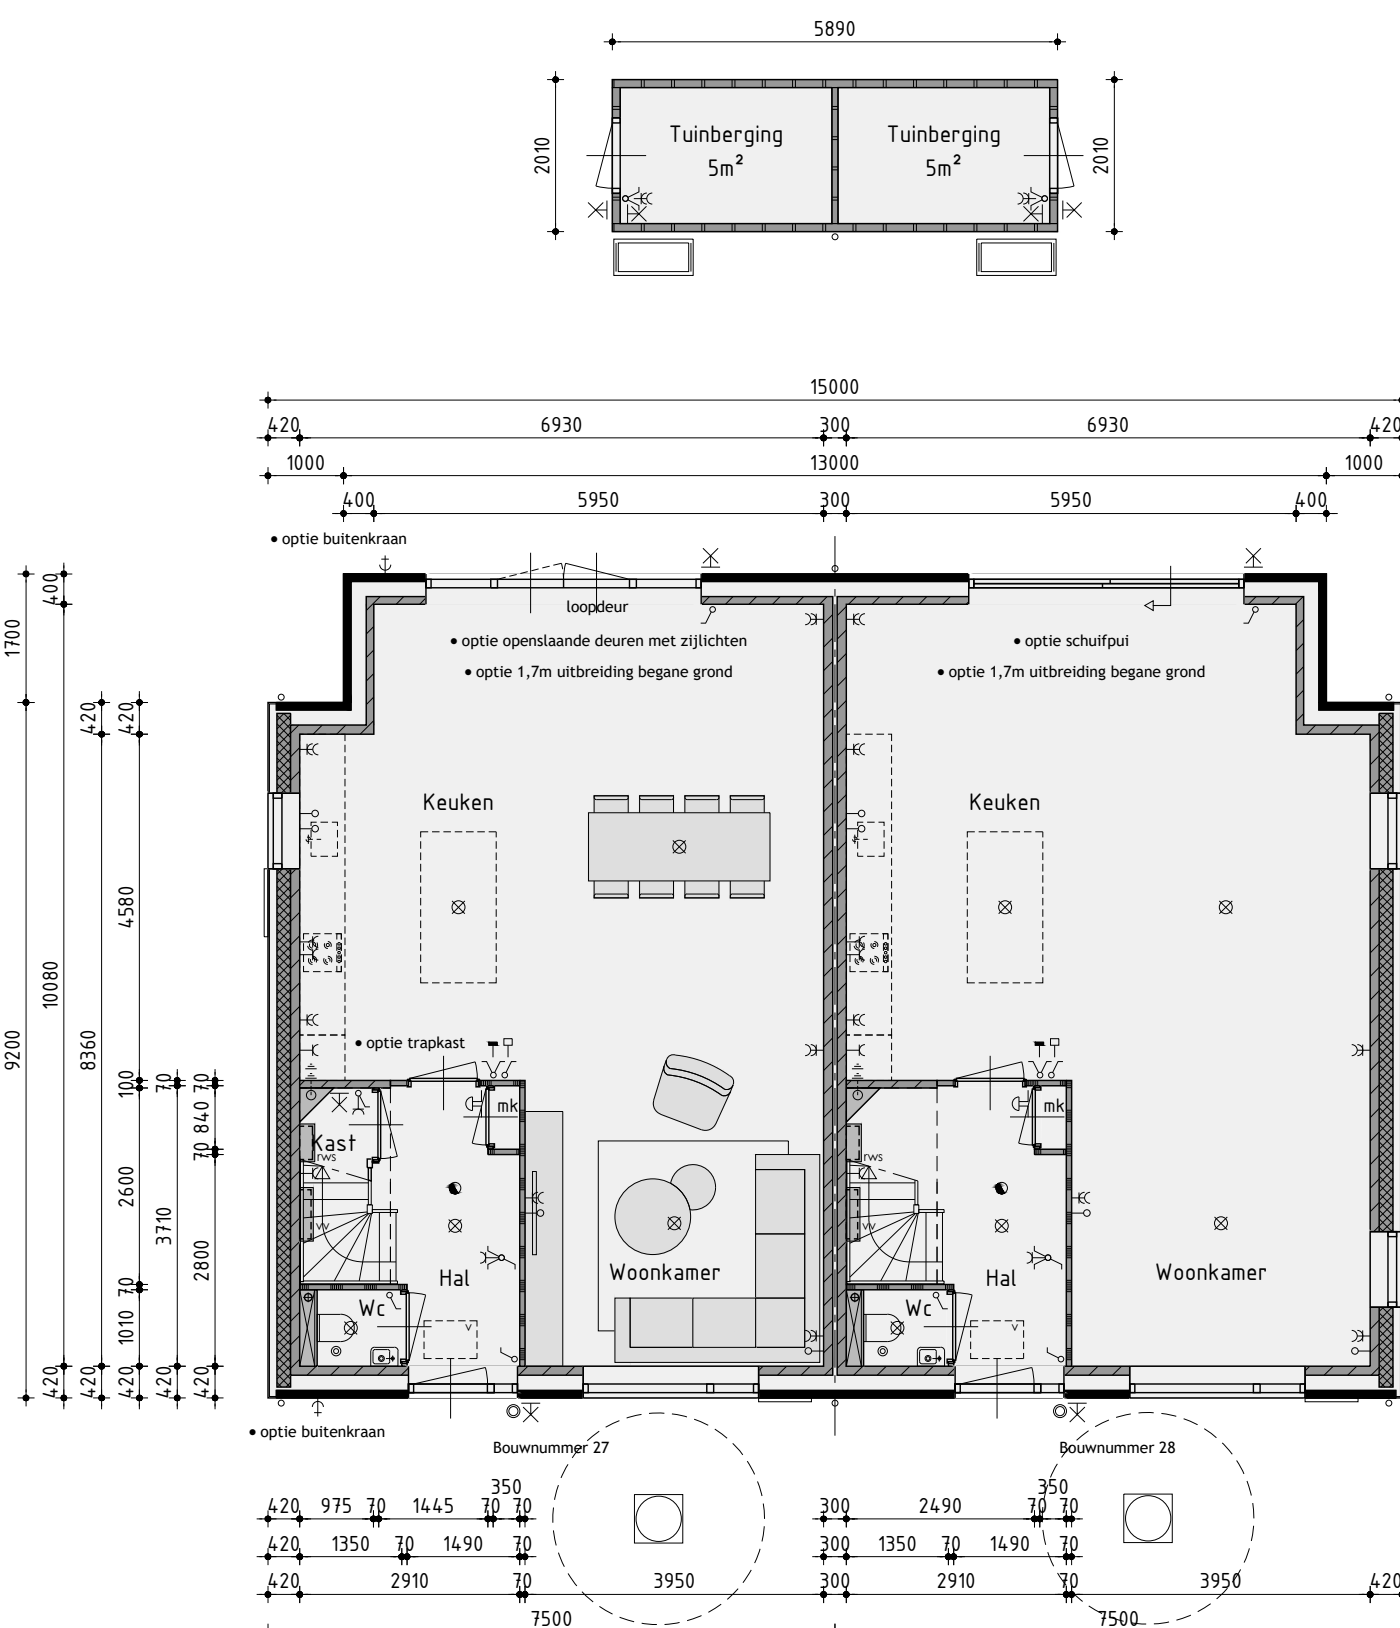 5890
2010
Tuinberging
5m²
Tuinberging
5m²
2010
15000
420 6930 300 6930 420
1000 13000 1000
400 5950 300 5950 400
• optie buitenkraan
loopdeur
• optie openslaande deuren met zijlichten
• optie 1,7m uitbreiding begane grond
• optie schuifpui
• optie 1,7m uitbreiding begane grond
1700
9200
400
10080
420
420
8360
420
420
4580
100
2600
70
1010
420
70
3710
420
70
840
70
2800
420
Keuken
Keuken
• optie trapkast
mk
Kast
rws
vv
Hal
Wc
v
Woonkamer
mk
rws
vv
Hal
Wc
v
Woonkamer
• optie buitenkraan
Bouwnummer 27
Bouwnummer 28
350
420 975 70 1445 70 70
420 1350 70 1490 70
420 2910 70 3950
7500
350
300 2490 70 70
300 1350 70 1490 70
300 2910 70 3950 420
7500